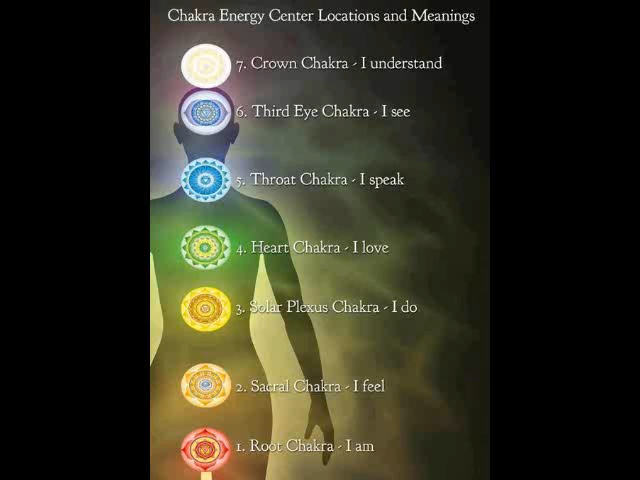 Chakra Energy Center Locations and Meanings
7. Crown Chakra - I understand
6. Third Eye Chakra - I see
5. Throat Chakra - I speak
4. Heart Chakra - I love
3. Solar Plexus Chakra - I do
2. Sacral Chakra - I feel
1. Root Chakra - I am